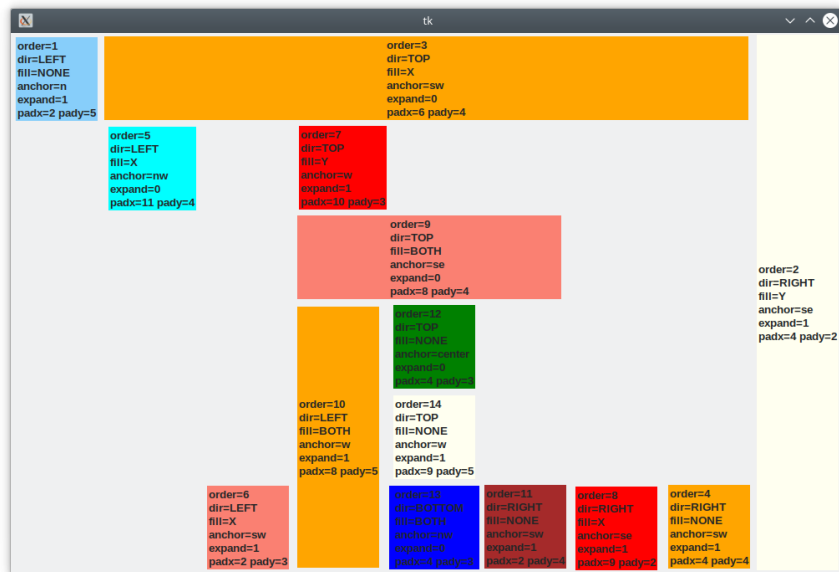 tk
order=1
dir=LEFT
fill=NONE
anchor=n
expand=1
padx=2 pady=5
order=3
dir=TOP
fill=X
anchor=sw
expand=0
padx=6 pady=4
order=2
dir=RIGHT
fill=Y
anchor=se
expand=1
padx=4 pady=2
order=5
dir=LEFT
fill=X
anchor=nw
expand=0
padx=11 pady=4
order=7
dir=TOP
fill=Y
anchor=w
expand=1
padx=10 pady=3
order=9
dir=TOP
fill=BOTH
anchor=se
expand=0
padx=8 pady=4
order=12
dir=TOP
fill=NONE
anchor=center
expand=0
padx=4 pady=3
order=10
dir=LEFT
fill=BOTH
anchor=w
expand=1
padx=8 pady=5
order=14
dir=TOP
fill=NONE
anchor=w
expand=1
padx=9 pady=5
order=6
dir=LEFT
fill=X
anchor=sw
expand=1
padx=2 pady=3
dir=BOTTOM
fill=BOTH
order=11
dir=RIGHT
fill=NONE
anchor=sw
expand=1
padx=2 pady=4
order=8
dir=RIGHT
fill=X
anchor=se
expand=1
padx=9 pady=2
order=4
dir=RIGHT
fill=NONE
anchor=sw
expand=1
padx=4 pady=4